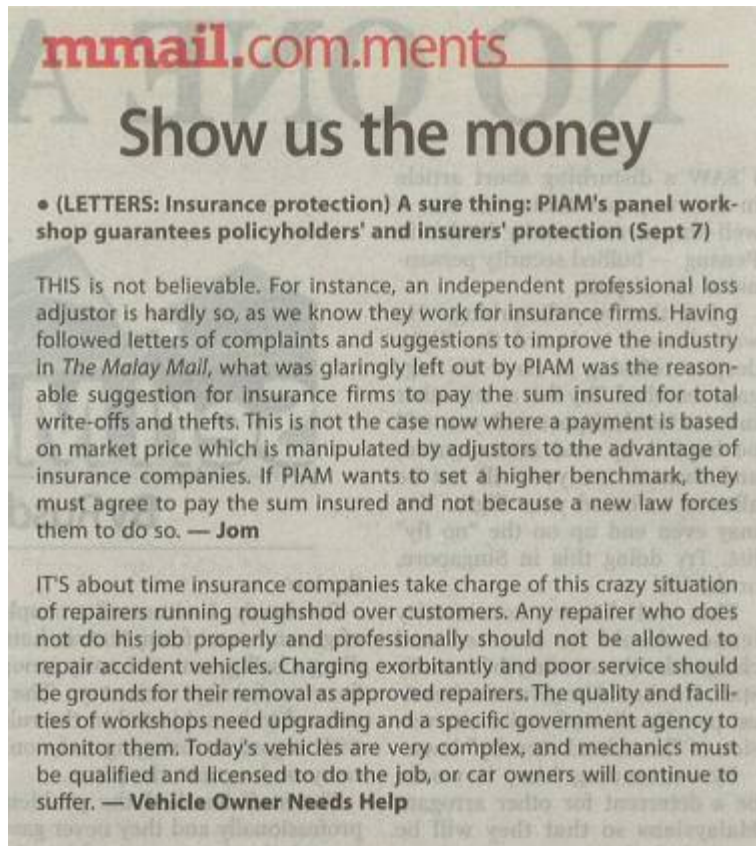 mmail.com.ments
Show us the money
• (LETTERS: Insurance protection) A sure thing: PIAM's panel work-
shop guarantees policyholders' and insurers' protection (Sept 7)
THIS is not believable. For instance, an independent professional loss
adjustor is hardly so, as we know they work for insurance firms. Having
followed letters of complaints and suggestions to improve the industry
in The Malay Mail, what was glaringly left out by PIAM was the reason-
able suggestion for insurance firms to pay the sum insured for total
write-offs and thefts. This is not the case now where a payment is based
on market price which is manipulated by adjustors to the advantage of
insurance companies. If PIAM wants to set a higher benchmark, they
must agree to pay the sum insured and not because a new law forces
them to do so. — Jom
IT'S about time insurance companies take charge of this crazy situation
of repairers running roughshod over customers. Any repairer who does
not do his job properly and professionally should not be allowed to
repair accident vehicles. Charging exorbitantly and poor service should
be grounds for their removal as approved repairers. The quality and facili-
ties of workshops need upgrading and a specific government agency to
monitor them. Today's vehicles are very complex, and mechanics must
be qualified and licensed to do the job, or car owners will continue to
suffer. — Vehicle Owner Needs Help